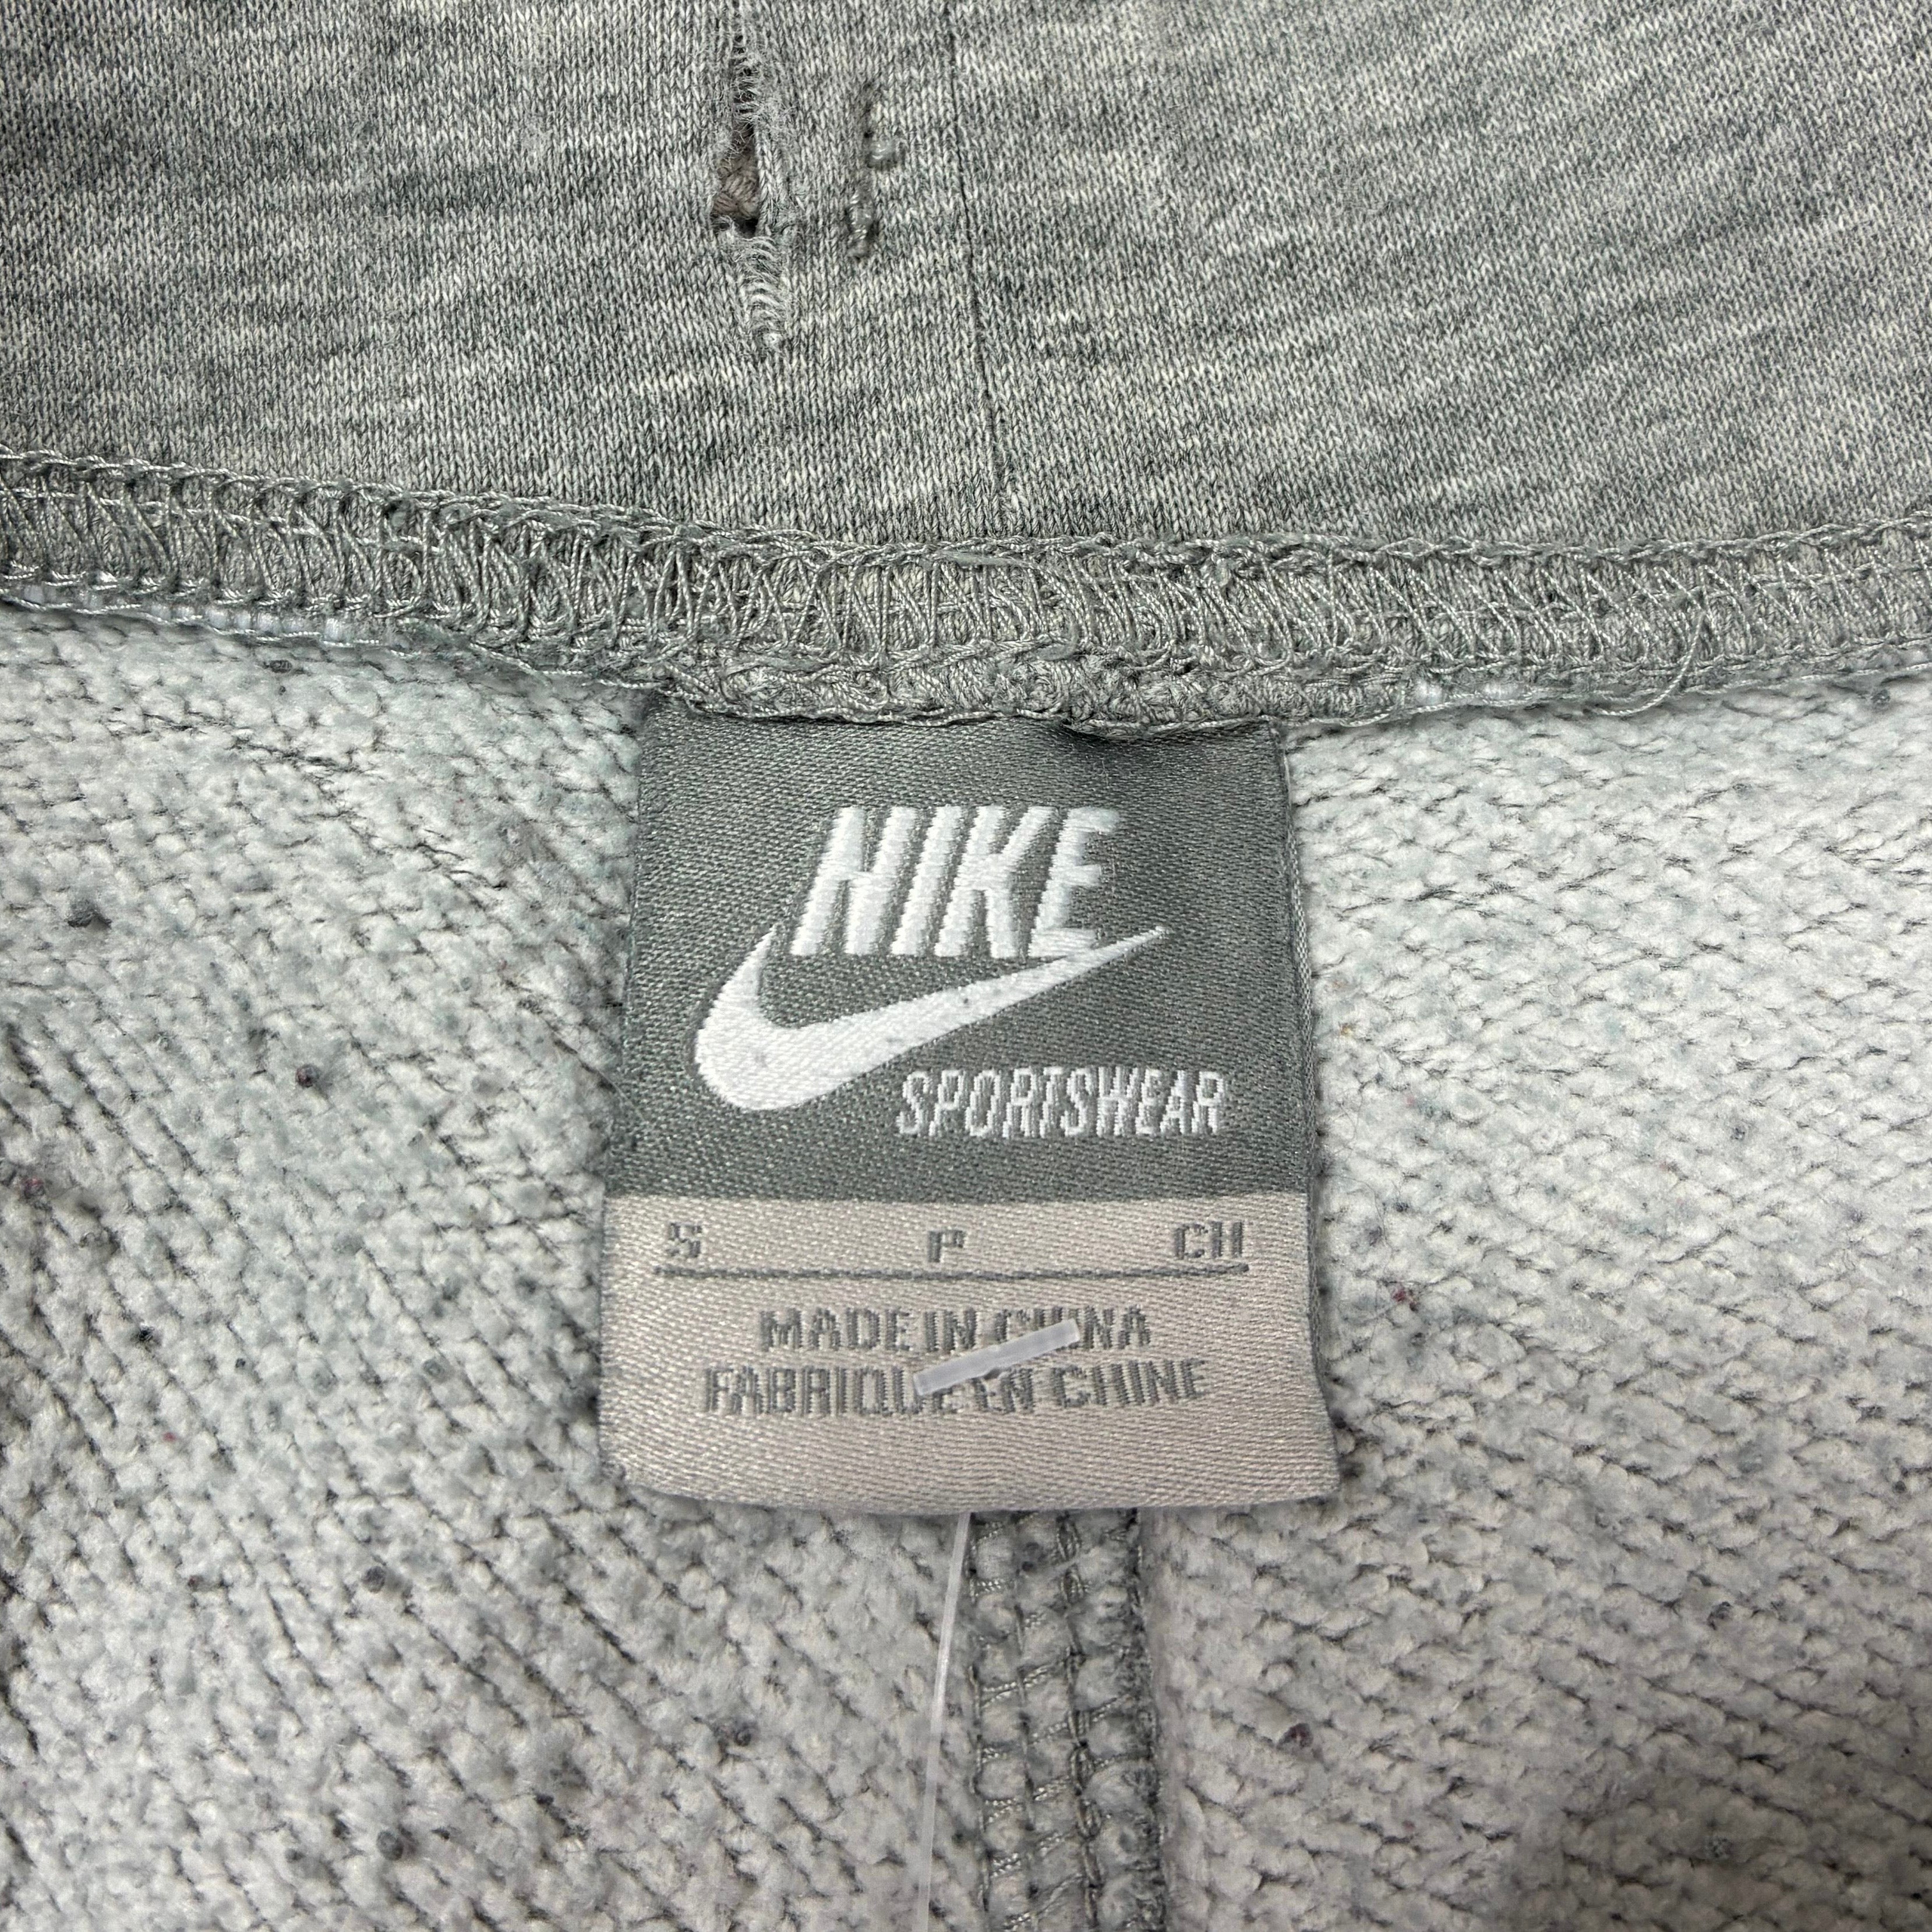 NIKE
SPORTSWEAR
S P CH
MADE IN CHINA
FABRIQUE EN CHINE